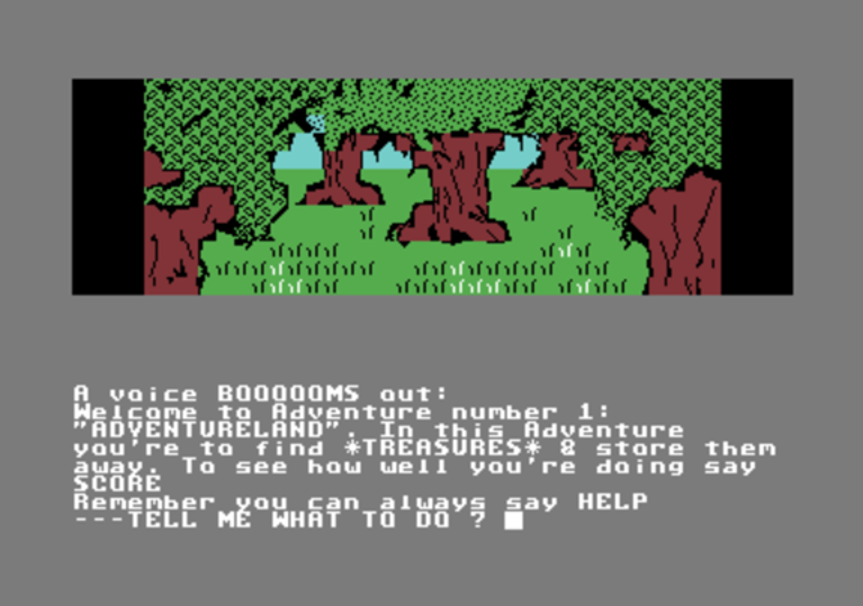 A voice BOOOOOMS out:
Welcome to Adventure number 1:
"ADVENTURELAND". In this Adventure
you're to find *TREASURES* & store them
away. To see how well you're doing say
SCORE
Remember you can always say HELP
---TELL ME WHAT TO DO ?